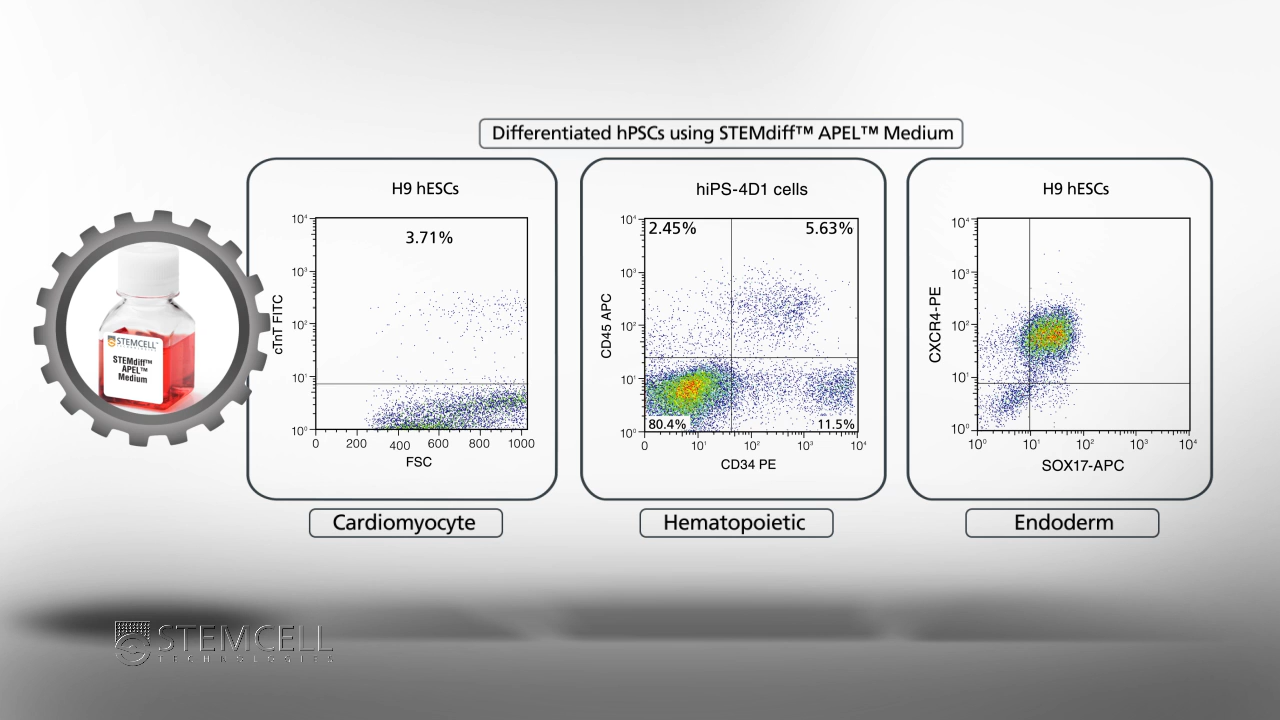 Differentiated hPSCs using STEMdiff™ APEL™ Medium
H9 hESCs
3.71%
10⁴
10³
10²
10¹
10⁰
cTnT FITC
0 200 400 600 800 1000
FSC
Cardiomyocyte
hiPS-4D1 cells
2.45% 5.63%
10⁴
10³
10²
10¹
10⁰
CD45 APC
80.4% 11.5%
0 10¹ 10² 10³ 10⁴
CD34 PE
Hematopoietic
H9 hESCs
10⁴
10³
10²
10¹
10⁰
CXCR4-PE
10⁰ 10¹ 10² 10³ 10⁴
SOX17-APC
Endoderm
STEMCELL™
STEMdiff™
APEL™
Medium
STEMCELL
TECHNOLOGIES